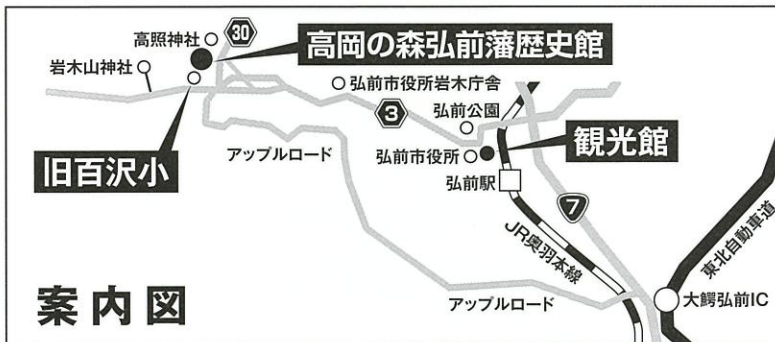 高照神社
30
高岡の森弘前藩歴史館
岩木山神社
弘前市役所岩木庁舎
3
弘前公園
旧百沢小
アップルロード
弘前市役所
観光館
弘前駅
7
JR奥羽本線
東北自動車道
案内図
アップルロード
大鰐弘前IC